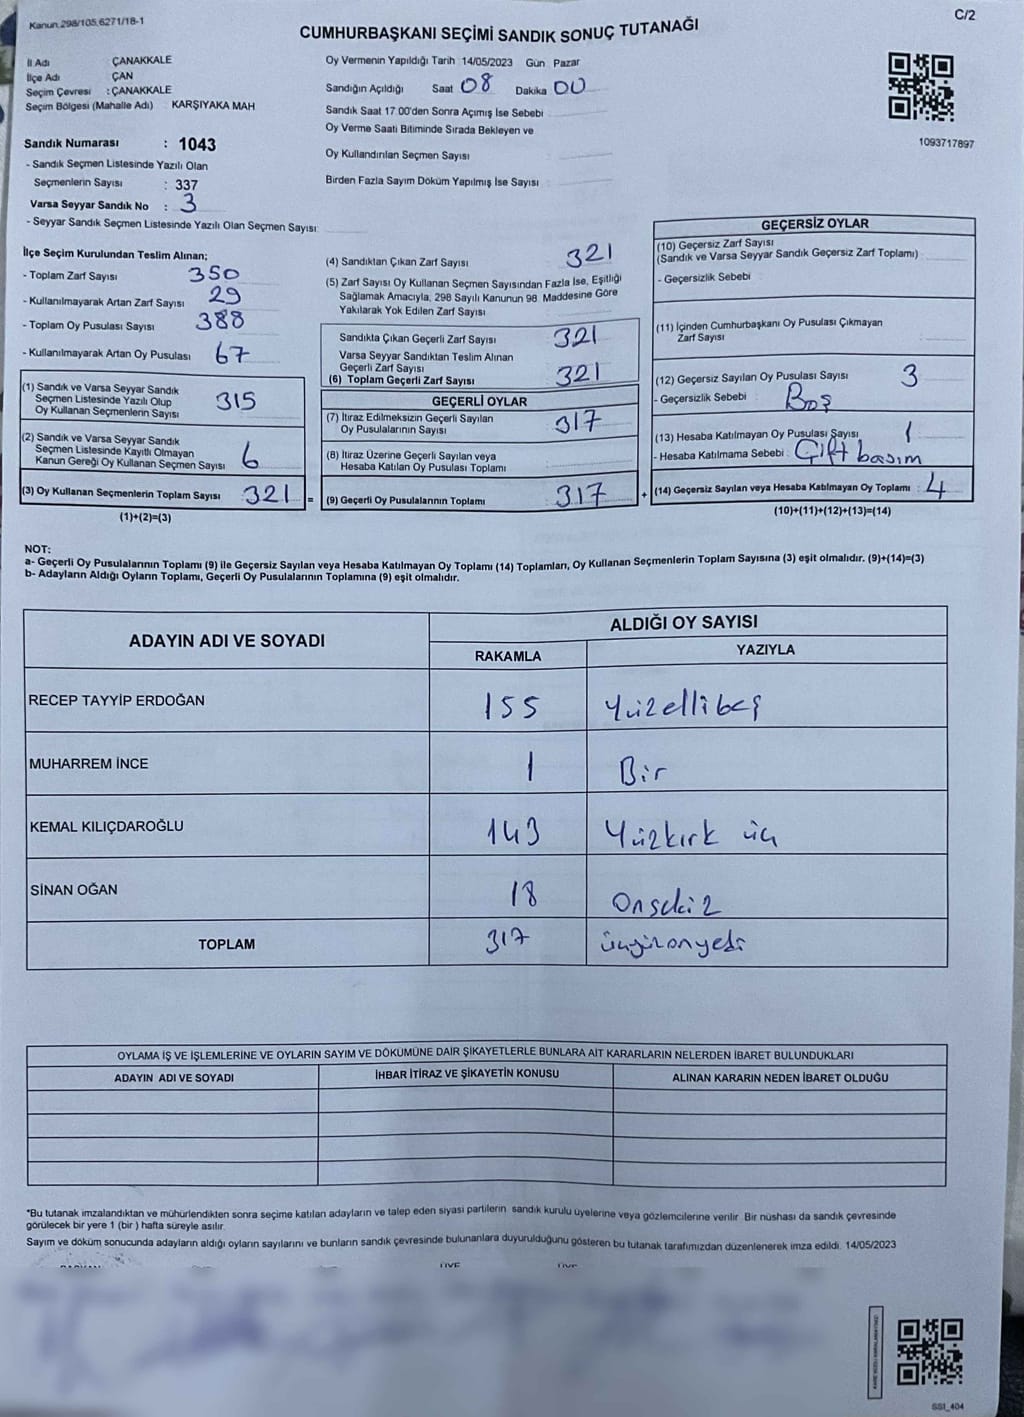 Kanun.298/105,6271/18-1
C/2
CUMHURBAŞKANI SEÇİMİ SANDIK SONUÇ TUTANAĞI
İl Adı ÇANAKKALE
İlçe Adı ÇAN
Seçim Çevresi : ÇANAKKALE
Seçim Bölgesi (Mahalle Adı) KARŞIYAKA MAH
Sandık Numarası : 1043
- Sandık Seçmen Listesinde Yazılı Olan
Seçmenlerin Sayısı : 337
Varsa Seyyar Sandık No : 3
- Seyyar Sandık Seçmen Listesinde Yazılı Olan Seçmen Sayısı:
Oy Vermenin Yapıldığı Tarih 14/05/2023 Gün Pazar
Sandığın Açıldığı Saat 08 Dakika 00
Sandık Saat 17 00'den Sonra Açımış İse Sebebi
Oy Verme Saati Bitiminde Sırada Bekleyen ve
Oy Kullandırılan Seçmen Sayısı
Birden Fazla Sayım Döküm Yapılmış İse Sayısı
1093717897
İlçe Seçim Kurulundan Teslim Alınan;
- Toplam Zarf Sayısı 350
- Kullanılmayarak Artan Zarf Sayısı 29
- Toplam Oy Pusulası Sayısı 388
- Kullanılmayarak Artan Oy Pusulası 67
(1) Sandık ve Varsa Seyyar Sandık
Seçmen Listesinde Yazılı Olup
Oy Kullanan Seçmenlerin Sayısı 315
(2) Sandık ve Varsa Seyyar Sandık
Seçmen Listesinde Kayıtlı Olmayan
Kanun Gereği Oy Kullanan Seçmen Sayısı 6
(3) Oy Kullanan Seçmenlerin Toplam Sayısı 321 =
(1)+(2)=(3)
(4) Sandıktan Çıkan Zarf Sayısı 321
(5) Zarf Sayısı Oy Kullanan Seçmen Sayısından Fazla İse, Eşitliği
Sağlamak Amacıyla, 298 Sayılı Kanunun 98 Maddesine Göre
Yakılarak Yok Edilen Zarf Sayısı
Sandıkta Çıkan Geçerli Zarf Sayısı 321
Varsa Seyyar Sandıktan Teslim Alınan
Geçerli Zarf Sayısı
(6) Toplam Geçerli Zarf Sayısı 321
GEÇERLİ OYLAR
(7) İtiraz Edilmeksizin Geçerli Sayılan
Oy Pusulalarının Sayısı 317
(8) İtiraz Üzerine Geçerli Sayılan veya
Hesaba Katılan Oy Pusulası Toplamı
(9) Geçerli Oy Pusulalarının Toplamı 317 +
GEÇERSİZ OYLAR
(10) Geçersiz Zarf Sayısı
(Sandık ve Varsa Seyyar Sandık Geçersiz Zarf Toplamı)
- Geçersizlik Sebebi
(11) İçinden Cumhurbaşkanı Oy Pusulası Çıkmayan
Zarf Sayısı
(12) Geçersiz Sayılan Oy Pusulası Sayısı 3
- Geçersizlik Sebebi : Boş
(13) Hesaba Katılmayan Oy Pusulası Sayısı 1
- Hesaba Katılmama Sebebi : Çift basım
(14) Geçersiz Sayılan veya Hesaba Katılmayan Oy Toplamı : 4
(10)+(11)+(12)+(13)=(14)
NOT:
a- Geçerli Oy Pusulalarının Toplamı (9) ile Geçersiz Sayılan veya Hesaba Katılmayan Oy Toplamı (14) Toplamları, Oy Kullanan Seçmenlerin Toplam Sayısına (3) eşit olmalıdır. (9)+(14)=(3)
b- Adayların Aldığı Oyların Toplamı, Geçerli Oy Pusulalarının Toplamına (9) eşit olmalıdır.
ADAYIN ADI VE SOYADI ALDIĞI OY SAYISI
RAKAMLA YAZIYLA
RECEP TAYYİP ERDOĞAN 155 Yüzellibeş
MUHARREM İNCE 1 Bir
KEMAL KILIÇDAROĞLU 143 Yüzkırk üç
SİNAN OĞAN 18 Onsekiz
TOPLAM 317 üçyüzonyedi
OYLAMA İŞ VE İŞLEMLERİNE VE OYLARIN SAYIM VE DÖKÜMÜNE DAİR ŞİKAYETLERLE BUNLARA AİT KARARLARIN NELERDEN İBARET BULUNDUKLARI
ADAYIN ADI VE SOYADI İHBAR İTİRAZ VE ŞİKAYETİN KONUSU ALINAN KARARIN NEDEN İBARET OLDUĞU
*Bu tutanak imzalandıktan ve mühürlendikten sonra seçime katılan adayların ve talep eden siyasi partilerin sandık kurulu üyelerine veya gözlemcilerine verilir Bir nüshası da sandık çevresinde
görülecek bir yere 1 (bir ) hafta süreyle asılır.
Sayım ve döküm sonucunda adayların aldığı oyların sayılarını ve bunların sandık çevresinde bulunanlara duyurulduğunu gösteren bu tutanak tarafımızdan düzenlenerek imza edildi. 14/05/2023
SS1_404